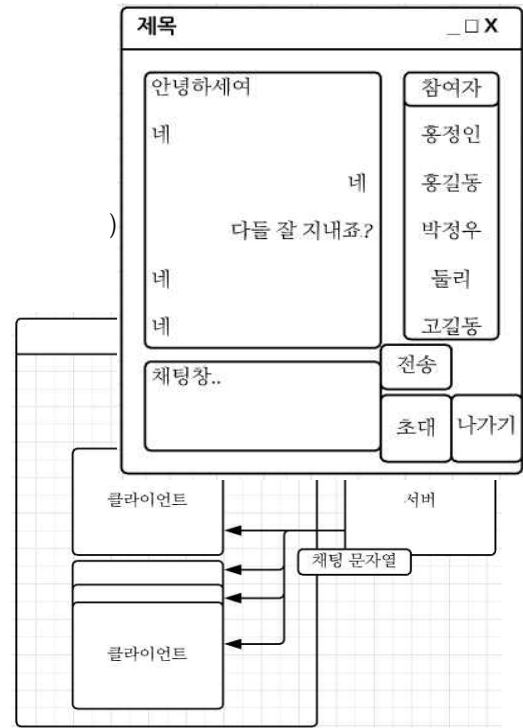 제목 _ □ X
안녕하세여
네
네
다들 잘 지내죠?
네
네
참여자
홍정인
홍길동
박정우
둘리
고길동
채팅창..
전송
초대
나가기
)
클라이언트
서버
채팅 문자열
클라이언트